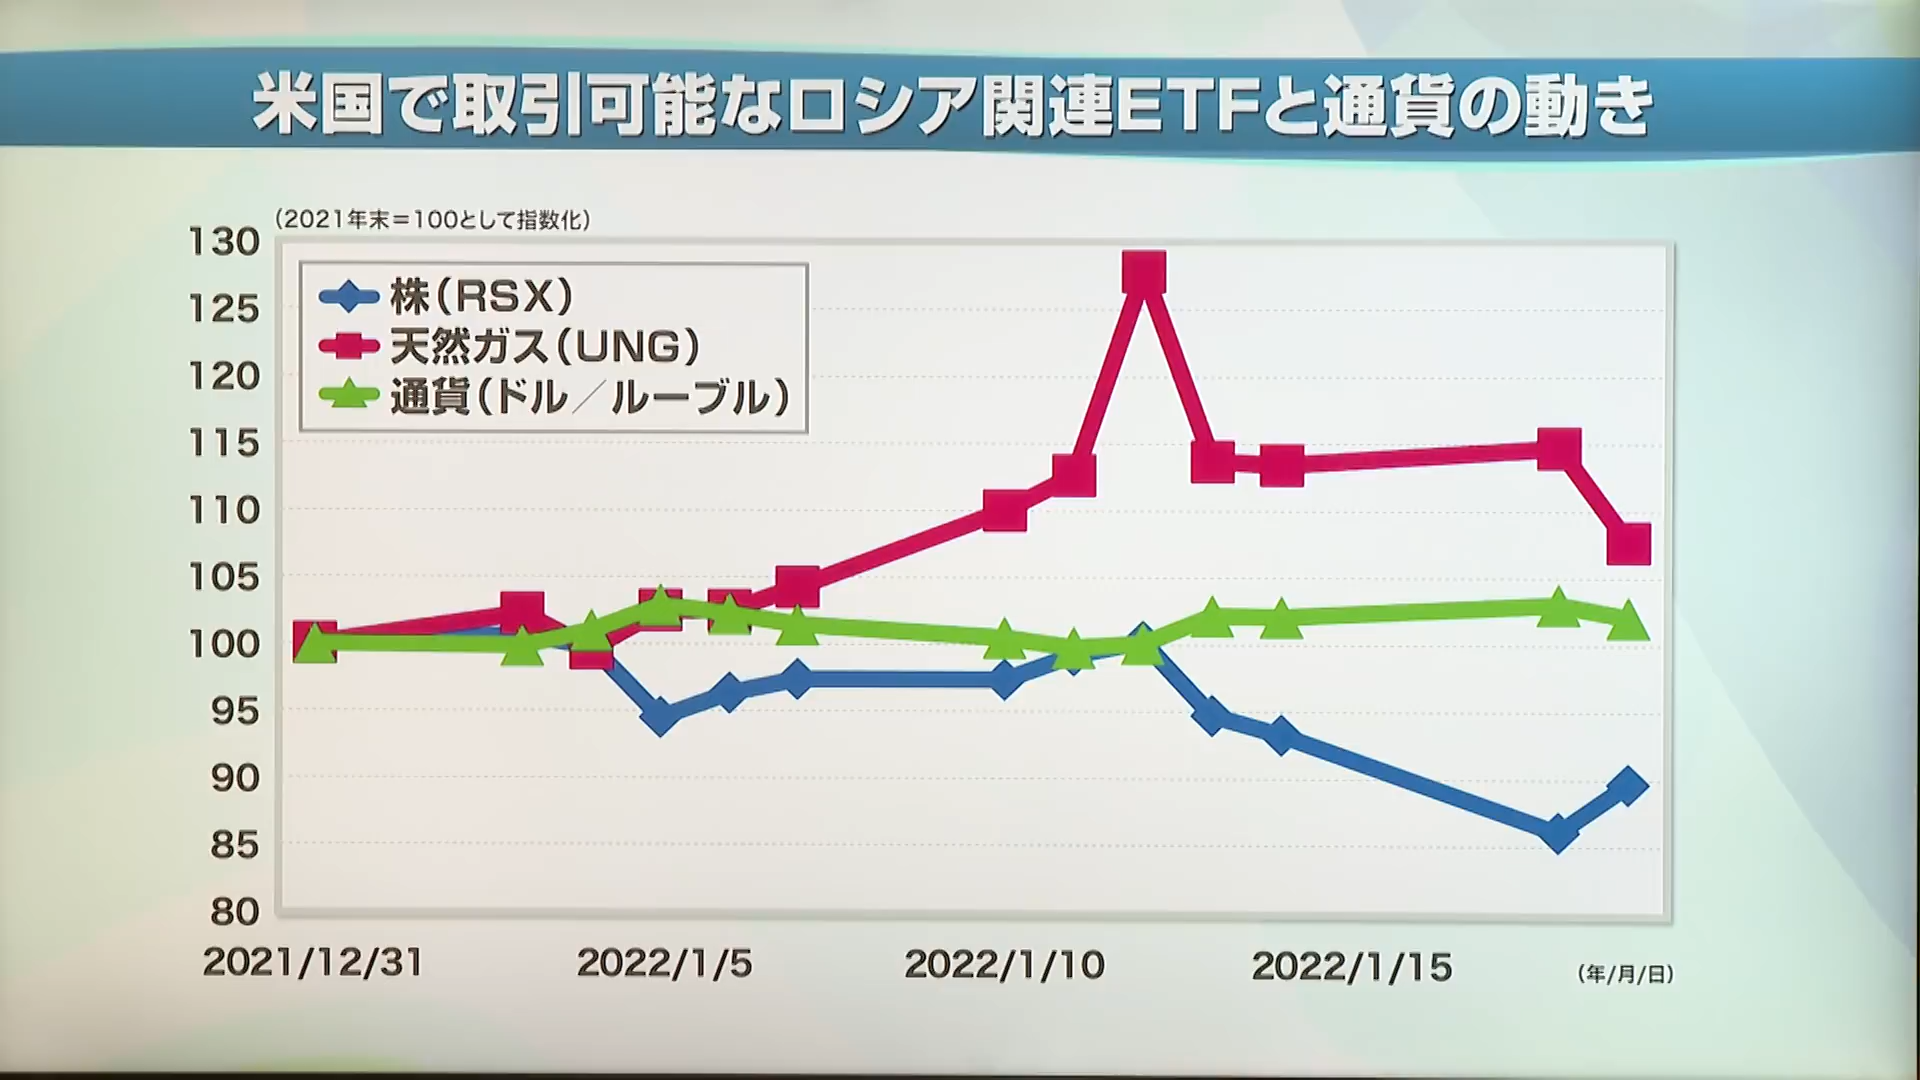 米国で取引可能なロシア関連ETFと通貨の動き
（2021年末＝100として指数化）
130
125
120
115
110
105
100
95
90
85
80
株（RSX）
天然ガス（UNG）
通貨（ドル／ルーブル）
2021/12/31
2022/1/5
2022/1/10
2022/1/15
（年/月/日）